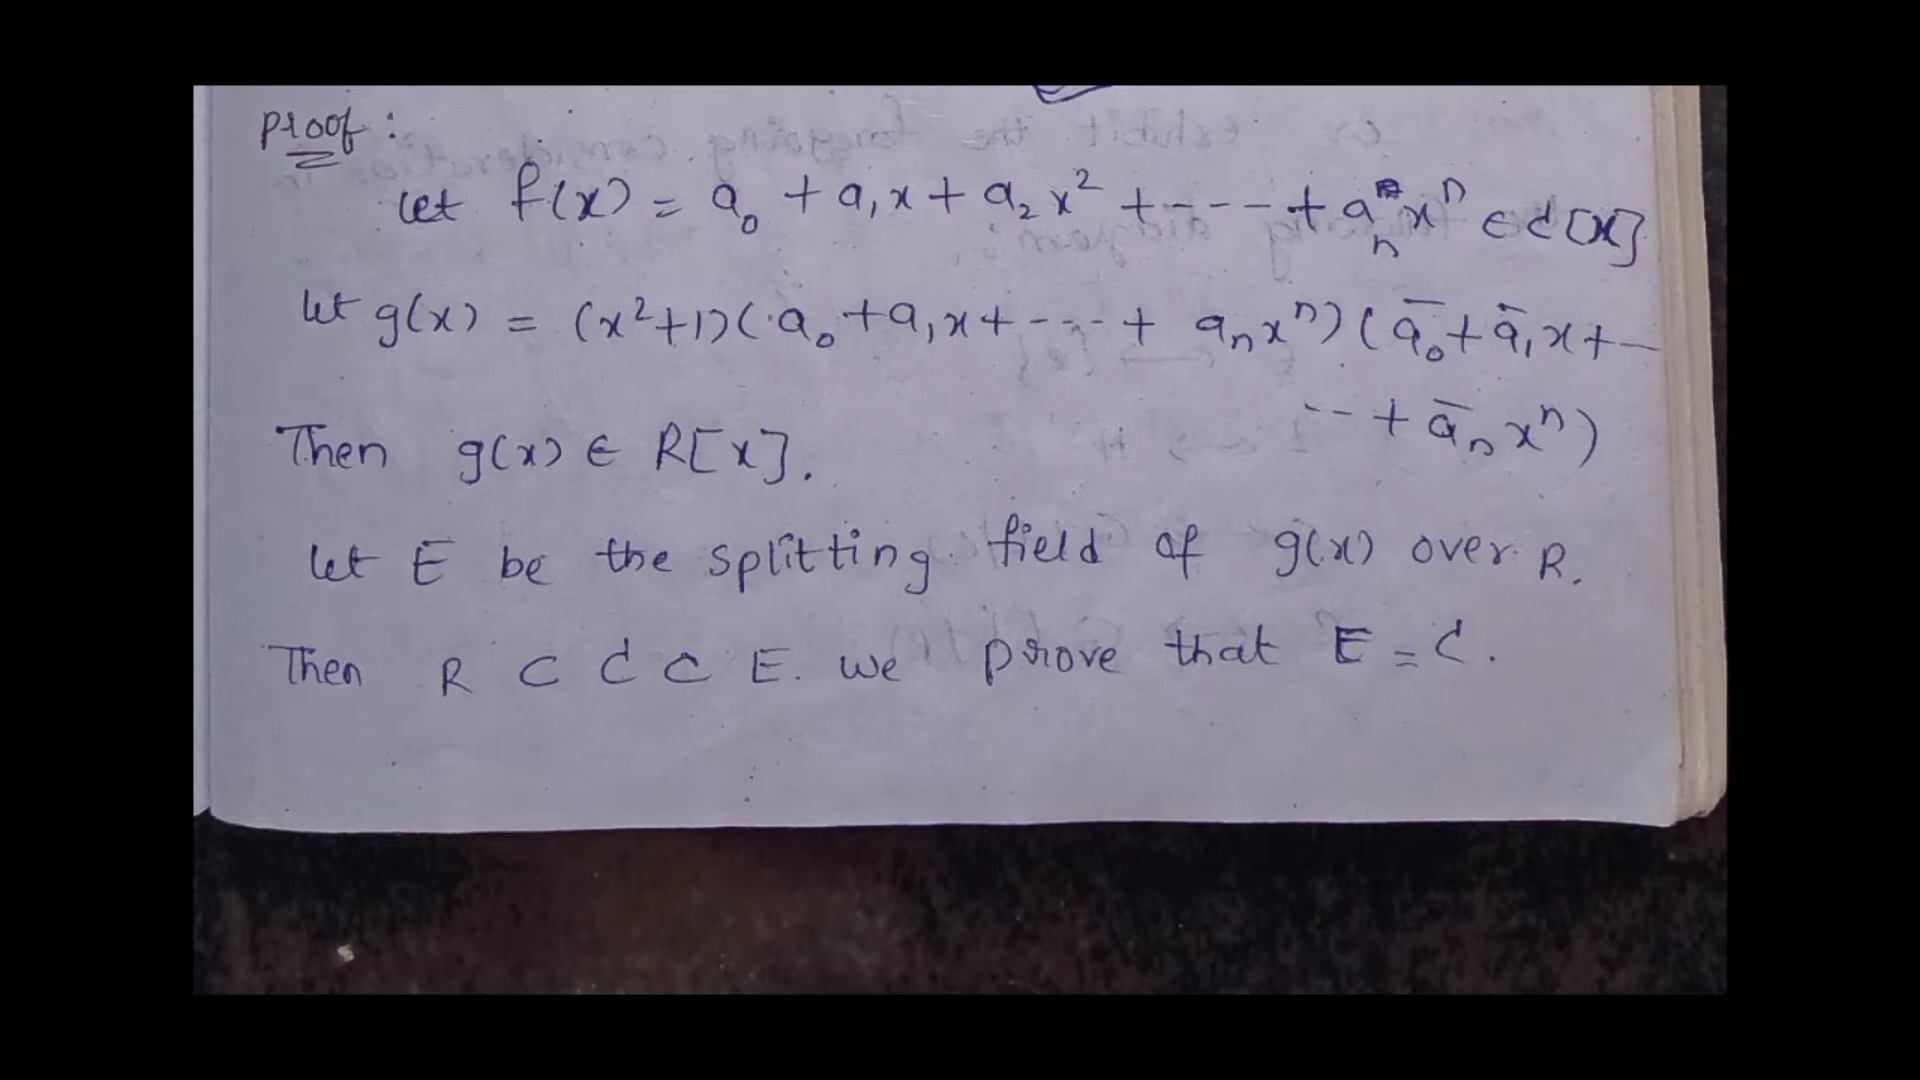 Proof :
Let f(x) = a₀ + a₁x + a₂x² + ---- + aₙxⁿ ∈ ℂ[x]
Let g(x) = (x²+1)(a₀+a₁x+----+ aₙxⁿ)(ā₀+ā₁x+--
--+āₙxⁿ)
Then g(x) ∈ R[x].
Let E be the splitting field of g(x) over R.
Then R ⊂ ℂ ⊂ E. we prove that E = ℂ.